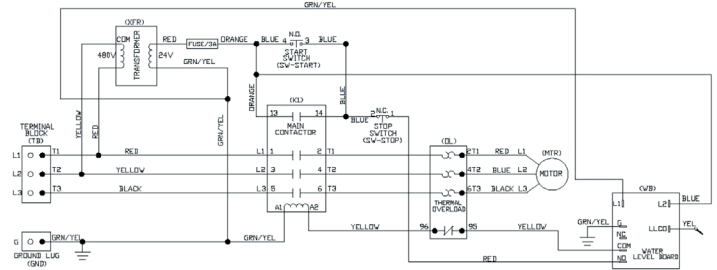 GRN/YEL
(XFR)
COM RED FUSE/3A ORANGE BLUE 4 N.O. 3 BLUE
TRANSFORMER
480V 24V
START
SWITCH
(SW-START)
GRN/YEL
YELLOW
RED
GRN/YEL
ORANGE
BLUE
(K1)
13 14
MAIN
CONTACTOR
BLUE 2 N.C. 1
STOP
SWITCH
(SW-STOP)
TERMINAL
BLOCK
(TB)
(OL)
L1 T1 RED L1 1 2 T1 2T1 RED L1
(MTR)
L2 T2 YELLOW L2 3 4 T2 4T2 BLUE L2 MOTOR
L3 T3 BLACK L3 5 6 T3 6T3 BLACK L3
THERMAL
OVERLOAD
A1 A2
(WB)
L1 L2 BLUE
G GRN/YEL GRN/YEL YELLOW 96 95 YELLOW
GROUND LUG
(GND)
GRN/YEL G LLCO YEL
NC
COM
NO
WATER
LEVEL BOARD
RED